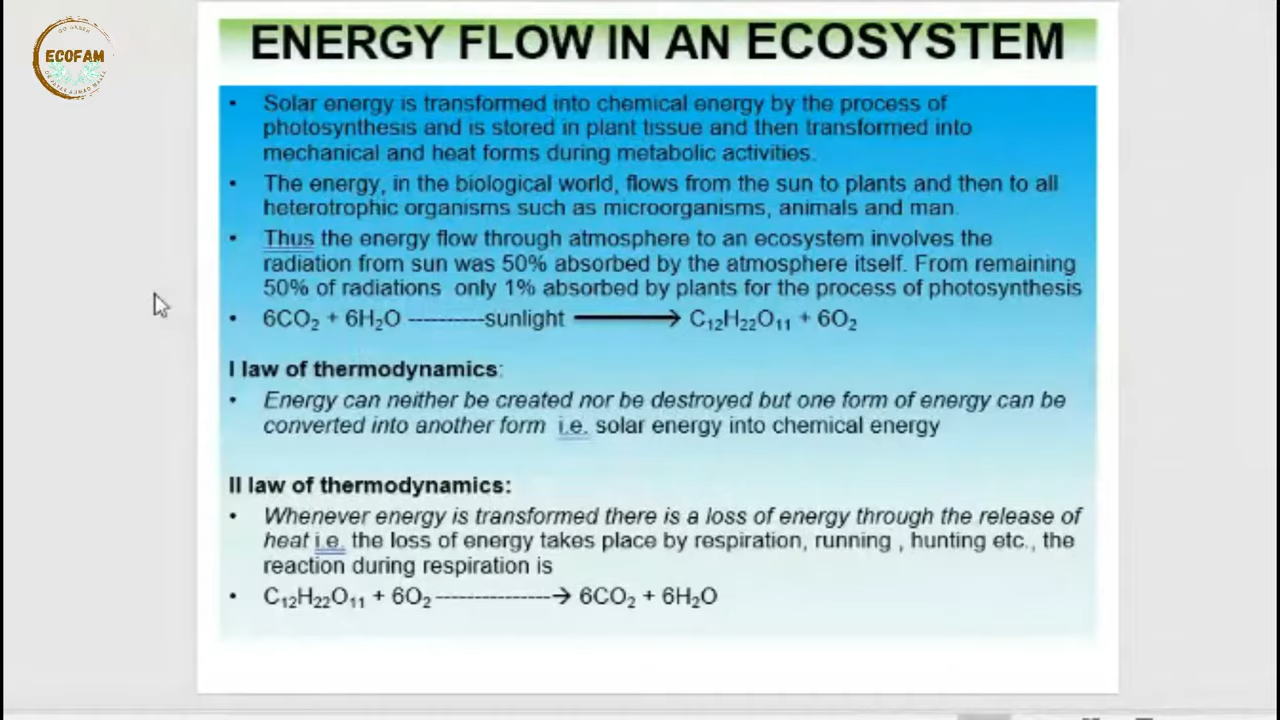 ENERGY FLOW IN AN ECOSYSTEM
GO GREEN
ECOFAM
• Solar energy is transformed into chemical energy by the process of
photosynthesis and is stored in plant tissue and then transformed into
mechanical and heat forms during metabolic activities.
• The energy, in the biological world, flows from the sun to plants and then to all
heterotrophic organisms such as microorganisms, animals and man.
• Thus the energy flow through atmosphere to an ecosystem involves the
radiation from sun was 50% absorbed by the atmosphere itself. From remaining
50% of radiations only 1% absorbed by plants for the process of photosynthesis
• 6CO₂ + 6H₂O ----------sunlight ⟶ C₁₂H₂₂O₁₁ + 6O₂
I law of thermodynamics:
• Energy can neither be created nor be destroyed but one form of energy can be
converted into another form i.e. solar energy into chemical energy
II law of thermodynamics:
• Whenever energy is transformed there is a loss of energy through the release of
heat i.e. the loss of energy takes place by respiration, running , hunting etc., the
reaction during respiration is
• C₁₂H₂₂O₁₁ + 6O₂ ---------------→ 6CO₂ + 6H₂O